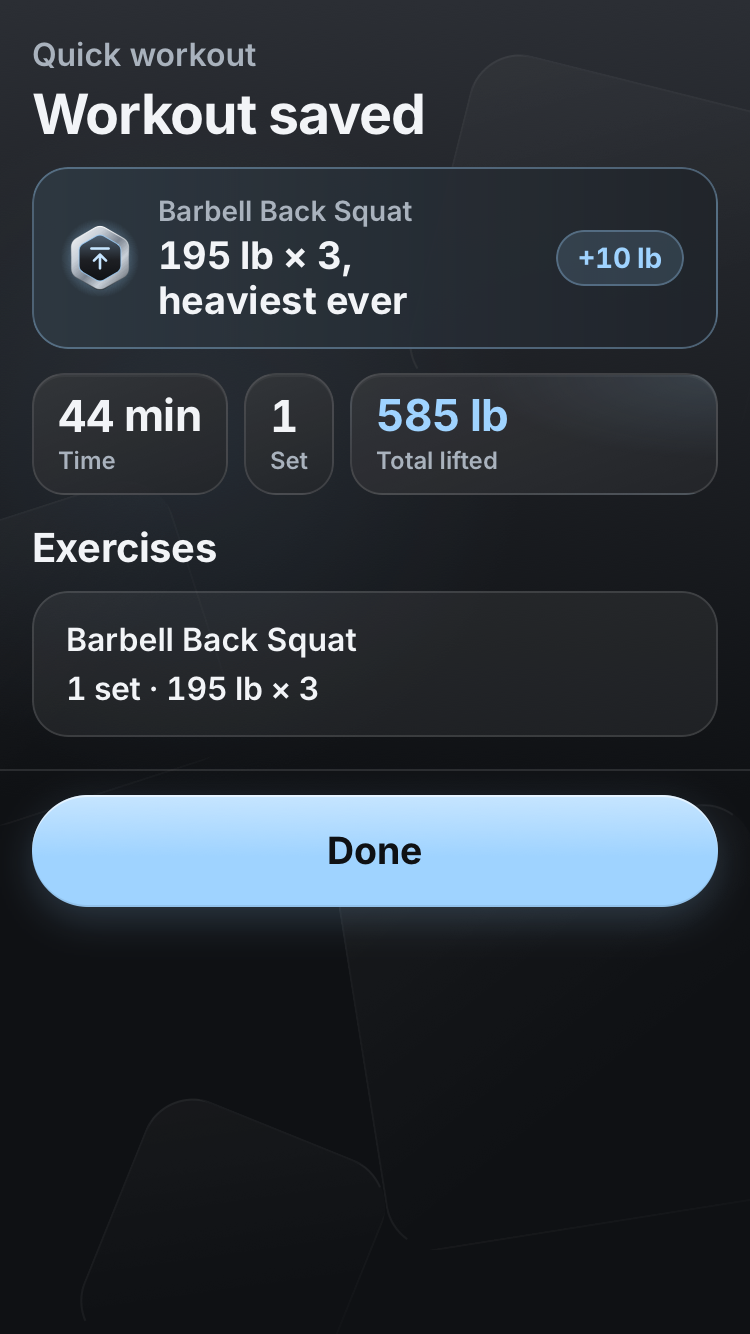 Quick workout
Workout saved
Barbell Back Squat
195 lb × 3,
heaviest ever
+10 lb
44 min
Time
1
Set
585 lb
Total lifted
Exercises
Barbell Back Squat
1 set · 195 lb × 3
Done